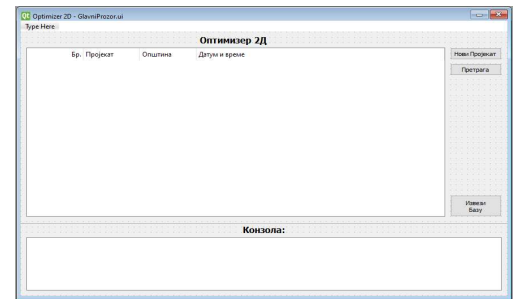 Optimizer 2D - GlavniProzor.ui
Type Here
Оптимизер 2Д
Бр. Пројекат Општина Датум и време
Нови Пројекат
Претрага
Извези
Базу
Конзола: